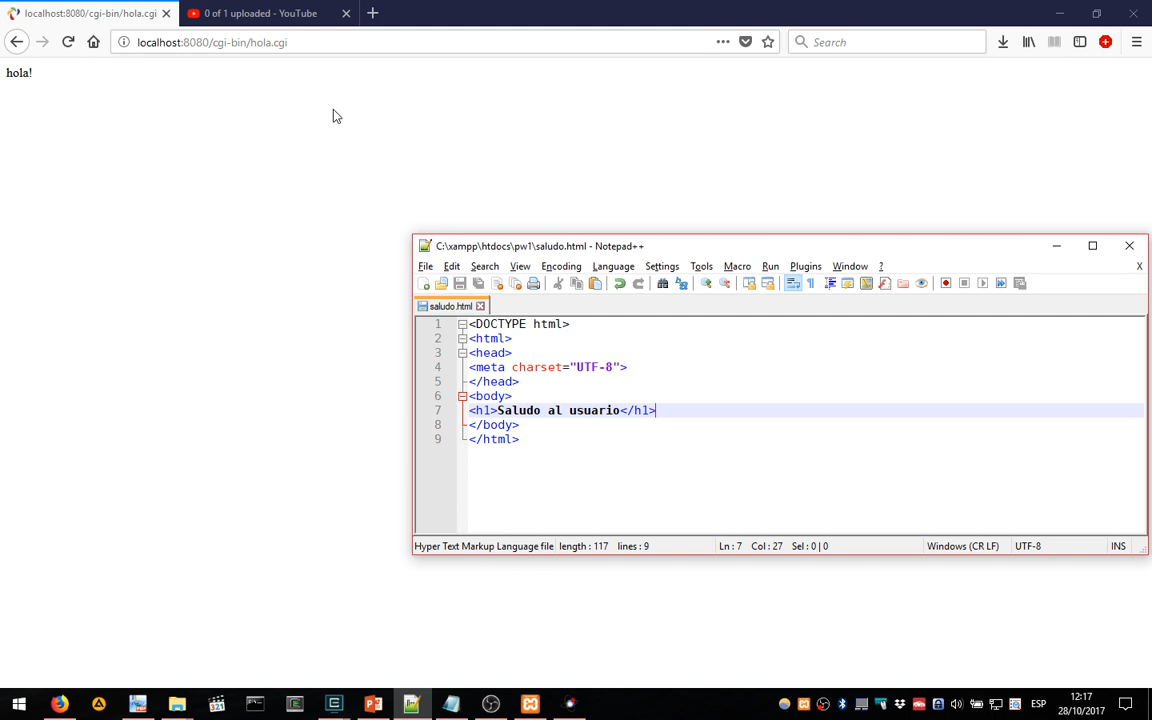 localhost:8080/cgi-bin/hola.cgi
0 of 1 uploaded - YouTube
localhost:8080/cgi-bin/hola.cgi
Search
hola!
C:\xampp\htdocs\pw1\saludo.html - Notepad++
File Edit Search View Encoding Language Settings Tools Macro Run Plugins Window ? X
saludo.html
1 <DOCTYPE html>
2 <html>
3 <head>
4 <meta charset="UTF-8">
5 </head>
6 <body>
7 <h1>Saludo al usuario</h1>
8 </body>
9 </html>
Hyper Text Markup Language file length : 117 lines : 9 Ln : 7 Col : 27 Sel : 0 | 0 Windows (CR LF) UTF-8 INS
ESP
12:17
28/10/2017